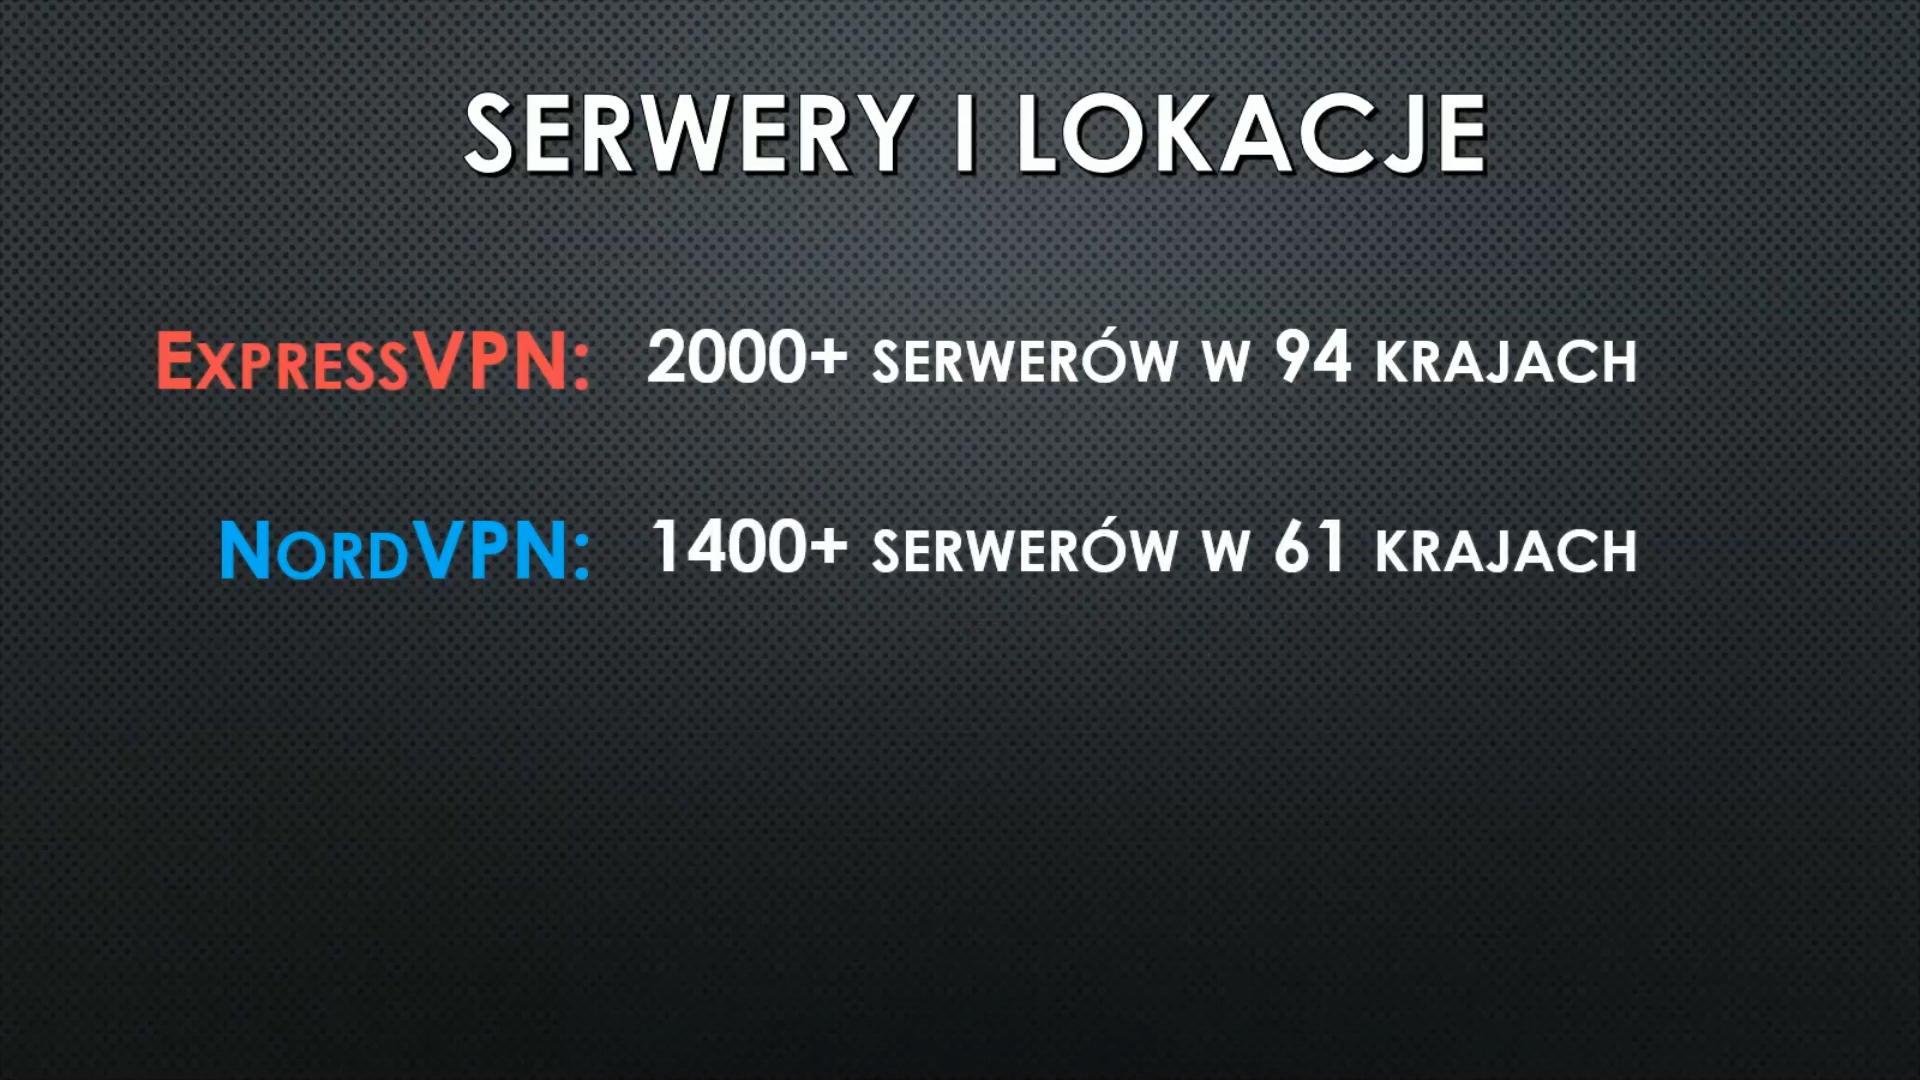 SERWERY I LOKACJE
EXPRESSVPN: 2000+ SERWERÓW W 94 KRAJACH
NORDVPN: 1400+ SERWERÓW W 61 KRAJACH